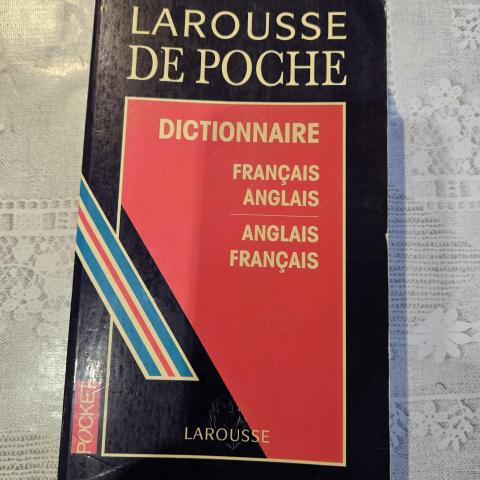 LAROUSSE
DE POCHE
DICTIONNAIRE
FRANÇAIS
ANGLAIS
ANGLAIS
FRANÇAIS
POCKET
LAROUSSE